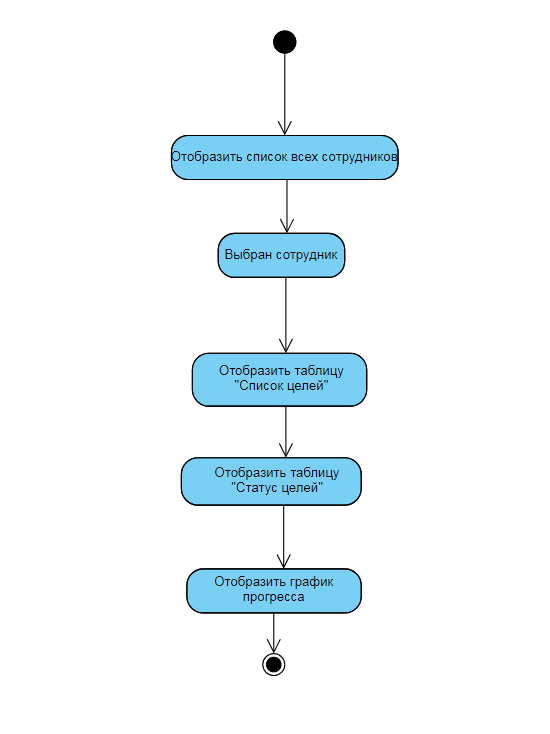 Отобразить список всех сотрудников
Выбран сотрудник
Отобразить таблицу
"Список целей"
Отобразить таблицу
"Статус целей"
Отобразить график
прогресса